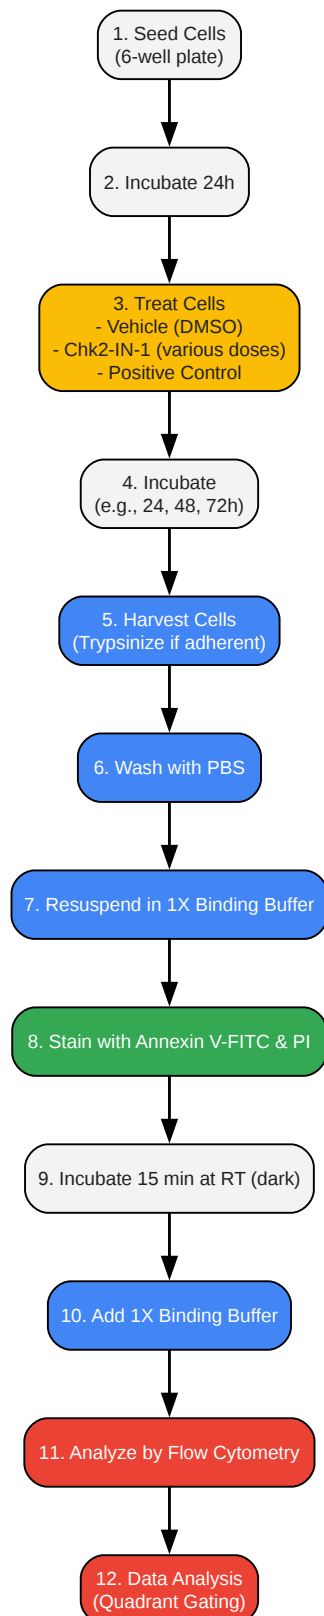 1. Seed Cells
(6-well plate)
2. Incubate 24h
3. Treat Cells
- Vehicle (DMSO)
- Chk2-IN-1 (various doses)
- Positive Control
4. Incubate
(e.g., 24, 48, 72h)
5. Harvest Cells
(Trypsinize if adherent)
6. Wash with PBS
7. Resuspend in 1X Binding Buffer
8. Stain with Annexin V-FITC & PI
9. Incubate 15 min at RT (dark)
10. Add 1X Binding Buffer
11. Analyze by Flow Cytometry
12. Data Analysis
(Quadrant Gating)